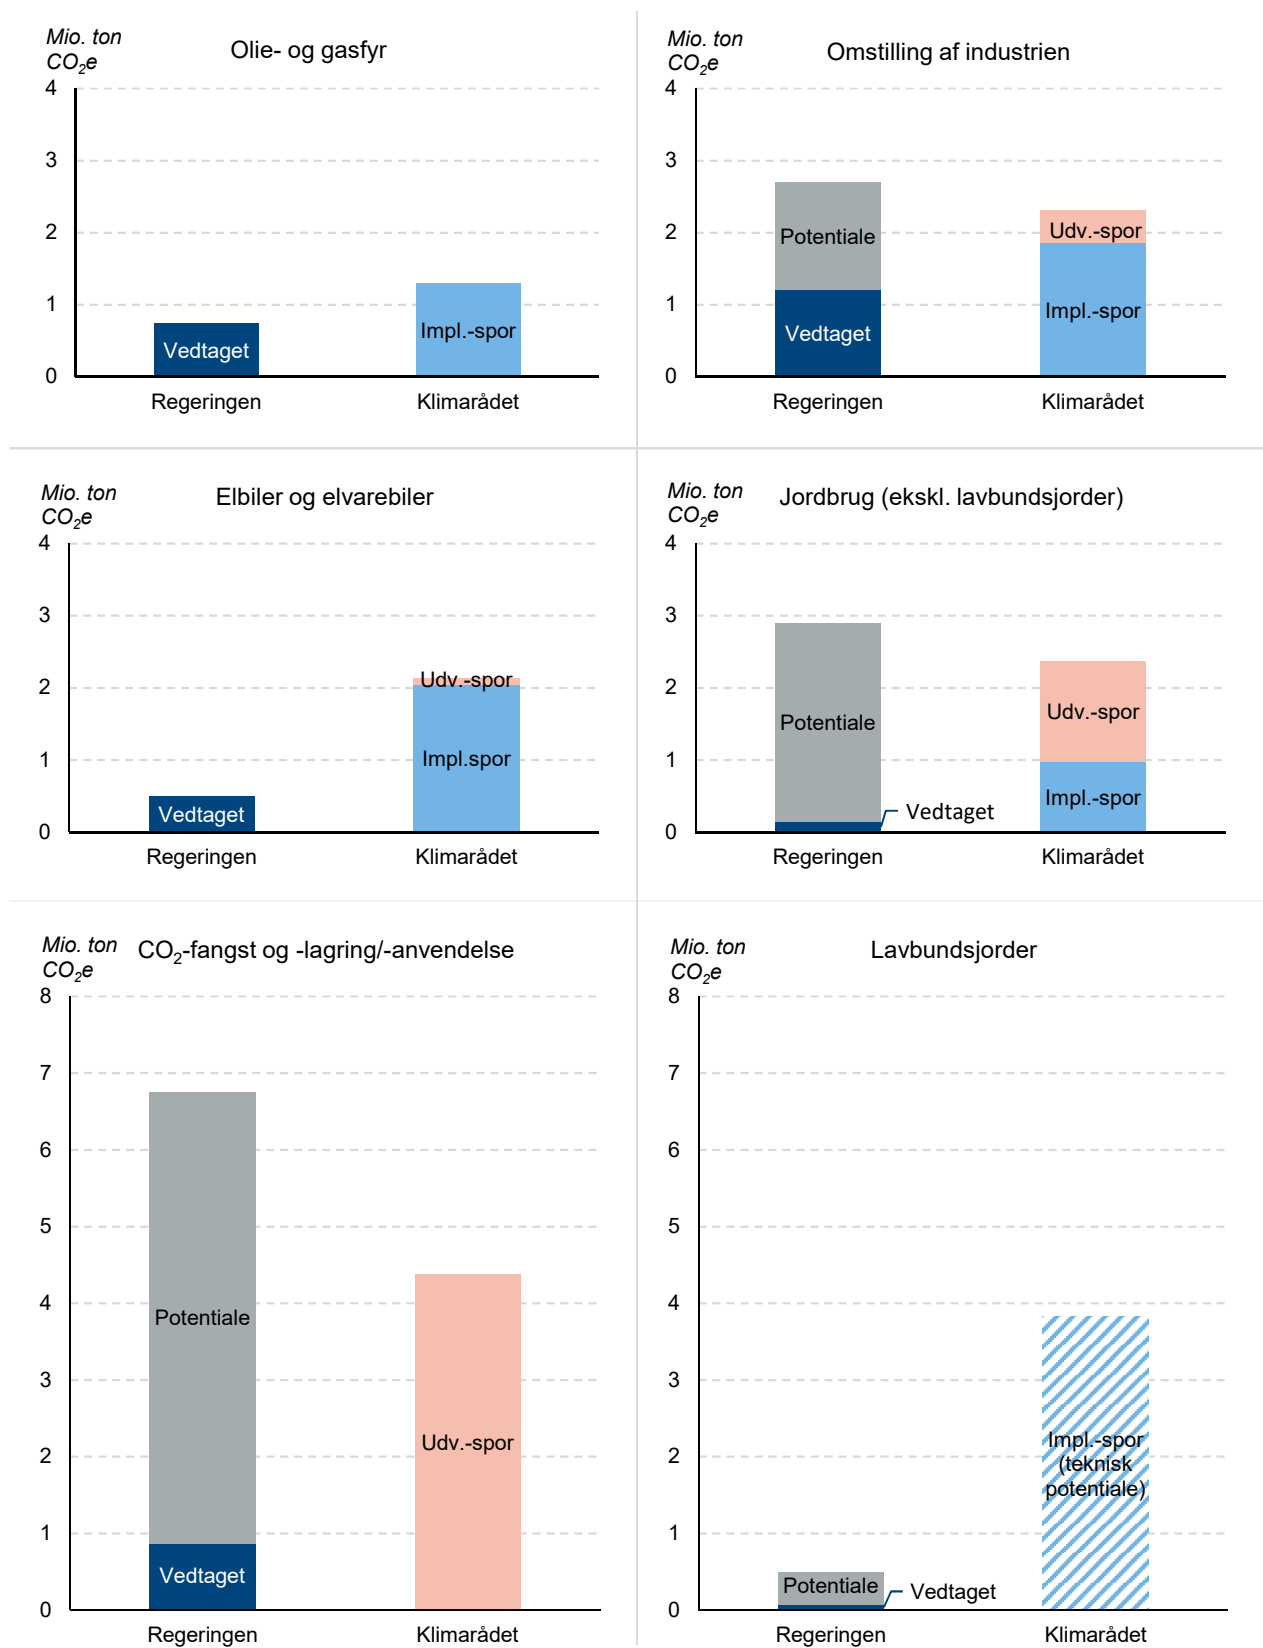 Mio. ton
CO₂e
Olie- og gasfyr
4
3
2
1
0
Vedtaget
Impl.-spor
Regeringen
Klimarådet
Mio. ton
CO₂e
Omstilling af industrien
4
3
2
1
0
Potentiale
Vedtaget
Udv.-spor
Impl.-spor
Regeringen
Klimarådet
Mio. ton
CO₂e
Elbiler og elvarebiler
4
3
2
1
0
Vedtaget
Udv.-spor
Impl.spor
Regeringen
Klimarådet
Mio. ton
CO₂e
Jordbrug (ekskl. lavbundsjorder)
4
3
2
1
0
Potentiale
Vedtaget
Udv.-spor
Impl.-spor
Regeringen
Klimarådet
Mio. ton
CO₂e
CO₂-fangst og -lagring/-anvendelse
8
7
6
5
4
3
2
1
0
Potentiale
Vedtaget
Udv.-spor
Regeringen
Klimarådet
Mio. ton
CO₂e
Lavbundsjorder
8
7
6
5
4
3
2
1
0
Potentiale
Vedtaget
Impl.-spor
(teknisk
potentiale)
Regeringen
Klimarådet